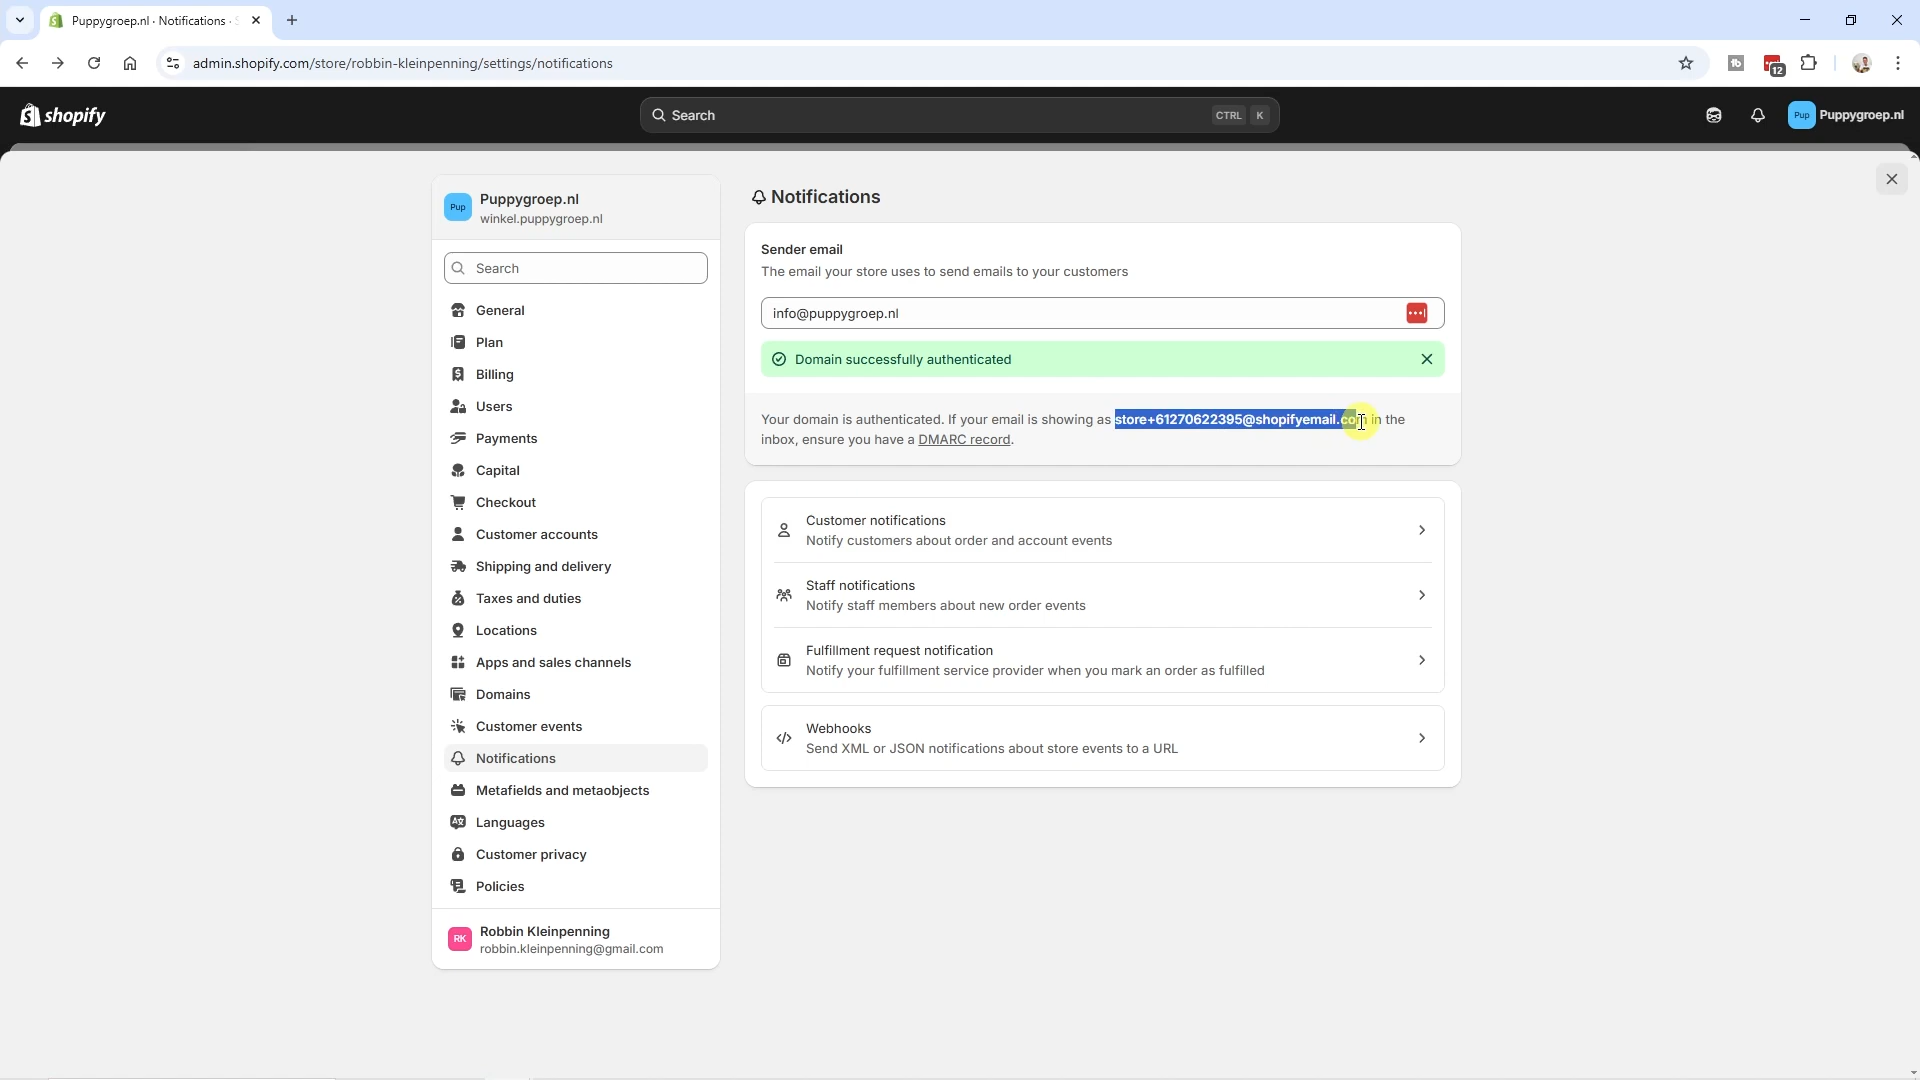 Puppygroep.nl · Notifications ·
admin.shopify.com/store/robbin-kleinpenning/settings/notifications
12
shopify
Search
CTRL K
Pup
Puppygroep.nl
Pup
Puppygroep.nl
winkel.puppygroep.nl
Search
General
Plan
Billing
Users
Payments
Capital
Checkout
Customer accounts
Shipping and delivery
Taxes and duties
Locations
Apps and sales channels
Domains
Customer events
Notifications
Metafields and metaobjects
Languages
Customer privacy
Policies
RK
Robbin Kleinpenning
robbin.kleinpenning@gmail.com
Notifications
Sender email
The email your store uses to send emails to your customers
info@puppygroep.nl
Domain successfully authenticated
Your domain is authenticated. If your email is showing as store+61270622395@shopifyemail.com in the
inbox, ensure you have a DMARC record.
Customer notifications
Notify customers about order and account events
Staff notifications
Notify staff members about new order events
Fulfillment request notification
Notify your fulfillment service provider when you mark an order as fulfilled
Webhooks
Send XML or JSON notifications about store events to a URL